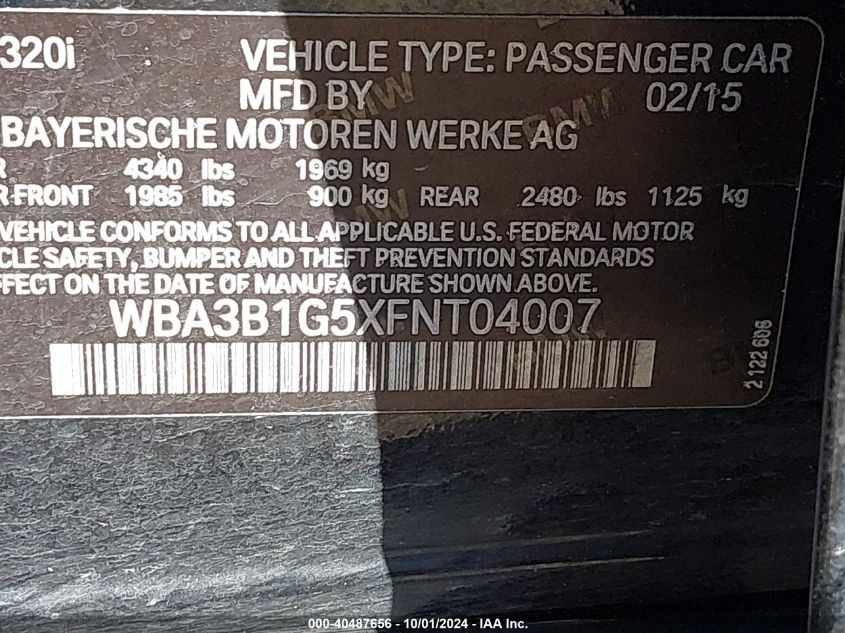 320i VEHICLE TYPE: PASSENGER CAR
MFD BY 02/15
BAYERISCHE MOTOREN WERKE AG
R 4340 lbs 1969 kg
R FRONT 1985 lbs 900 kg REAR 2480 lbs 1125 kg
VEHICLE CONFORMS TO ALL APPLICABLE U.S. FEDERAL MOTOR
CLE SAFETY, BUMPER AND THEFT PREVENTION STANDARDS
FFECT ON THE DATE OF MANUFACTURE SHOWN ABOVE.
WBA3B1G5XFNT04007
2 122 606
000-40487656 - 10/01/2024 - IAA Inc.